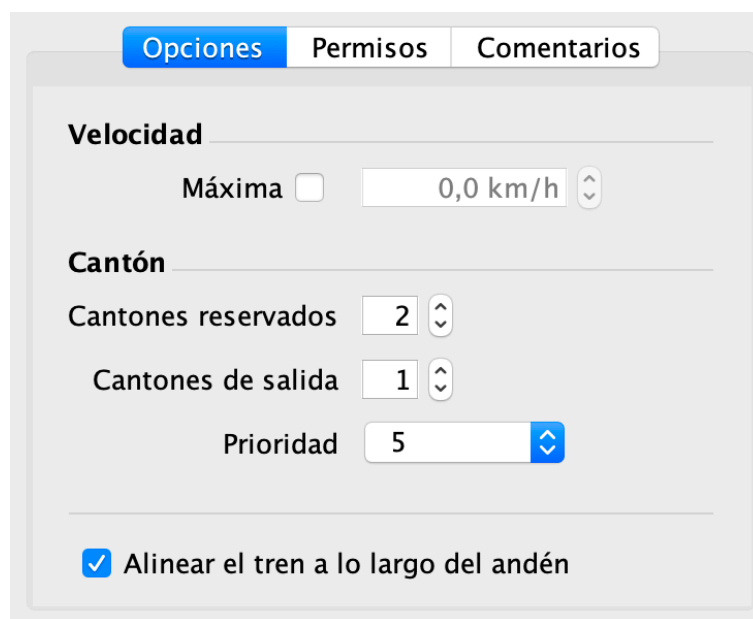 Opciones Permisos Comentarios
Velocidad
Máxima 0,0 km/h
Cantón
Cantones reservados 2
Cantones de salida 1
Prioridad 5
Alinear el tren a lo largo del andén